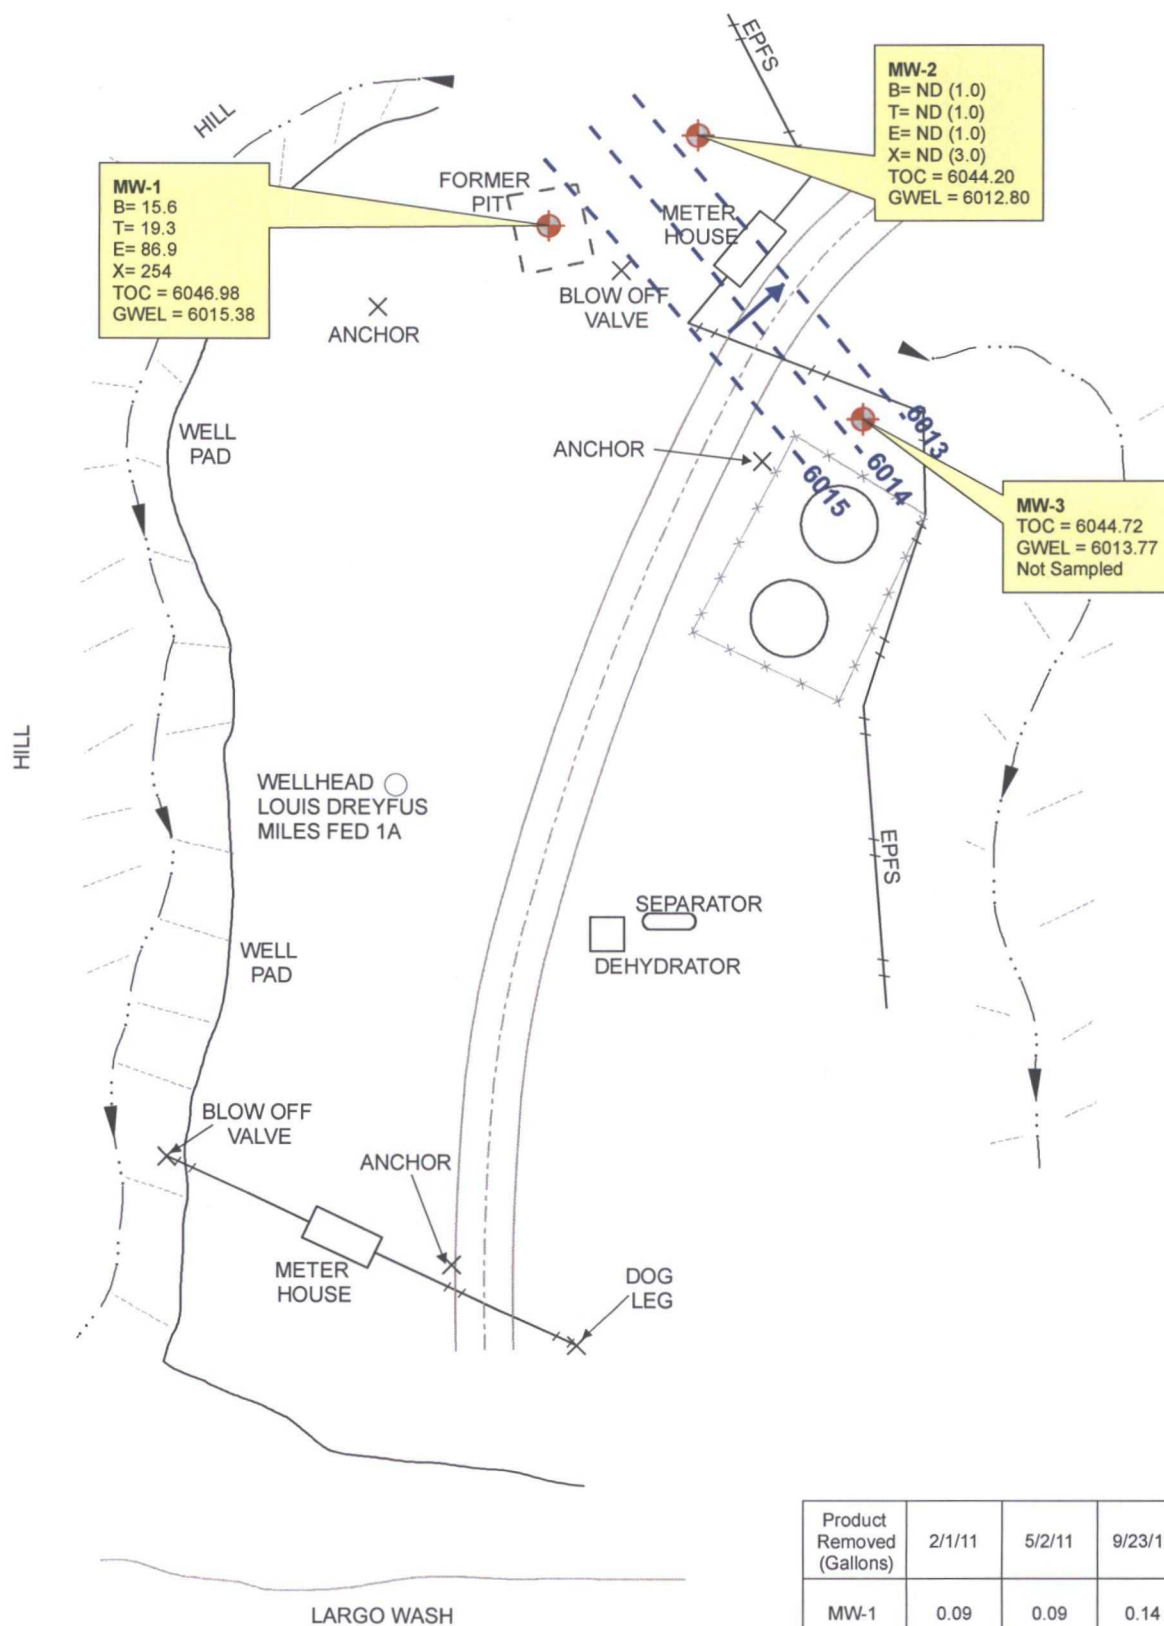 EPFS
MW-2
B= ND (1.0)
T= ND (1.0)
E= ND (1.0)
X= ND (3.0)
TOC = 6044.20
GWEL = 6012.80
HILL
MW-1
B= 15.6
T= 19.3
E= 86.9
X= 254
TOC = 6046.98
GWEL = 6015.38
FORMER
PIT
METER
HOUSE
BLOW OFF
VALVE
ANCHOR
WELL
PAD
ANCHOR
6013
6014
6015
MW-3
TOC = 6044.72
GWEL = 6013.77
Not Sampled
HILL
WELLHEAD
LOUIS DREYFUS
MILES FED 1A
EPFS
SEPARATOR
DEHYDRATOR
WELL
PAD
BLOW OFF
VALVE
ANCHOR
METER
HOUSE
DOG
LEG
Product
Removed
(Gallons)
2/1/11
5/2/11
9/23/1
MW-1
0.09
0.09
0.14
LARGO WASH